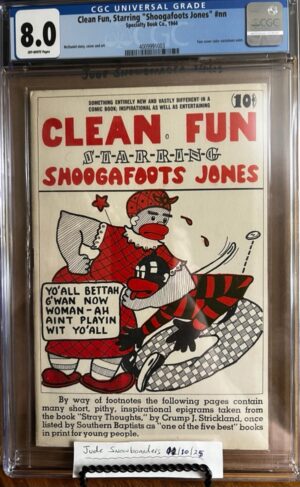 CGC UNIVERSAL GRADE
8.0
OFF-WHITE Pages
Clean Fun, Starring "Shoogafoots Jones" #nn
Specialty Book Co., 1944
CGC
SOMETHING ENTIRELY NEW AND VASTLY DIFFERENT IN A
COMIC BOOK; INSPIRATIONAL AS WELL AS ENTERTAINING
10¢
CLEAN FUN
STARRING
SHOOGAFOOTS JONES
YO'ALL BETTAH
G'WAN NOW
WOMAN-AH
AINT PLAYIN
WIT YO'ALL
By way of footnotes the following pages contain
many short, pithy, inspirational epigrams taken from
the book "Stray Thoughts," by Crump J. Strickland, once
listed by Southern Baptists as "one of the five best" books
in print for young people.
Jude Snowboarders 02/10/25